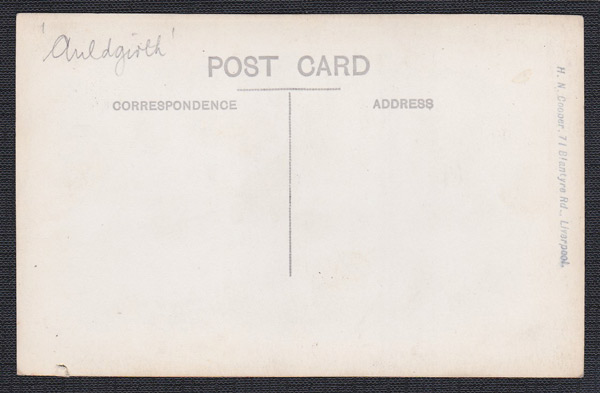 'Auldgirth'
POST CARD
CORRESPONDENCE
ADDRESS
H. N. Cooper, 71 Blantyre Rd., Liverpool.